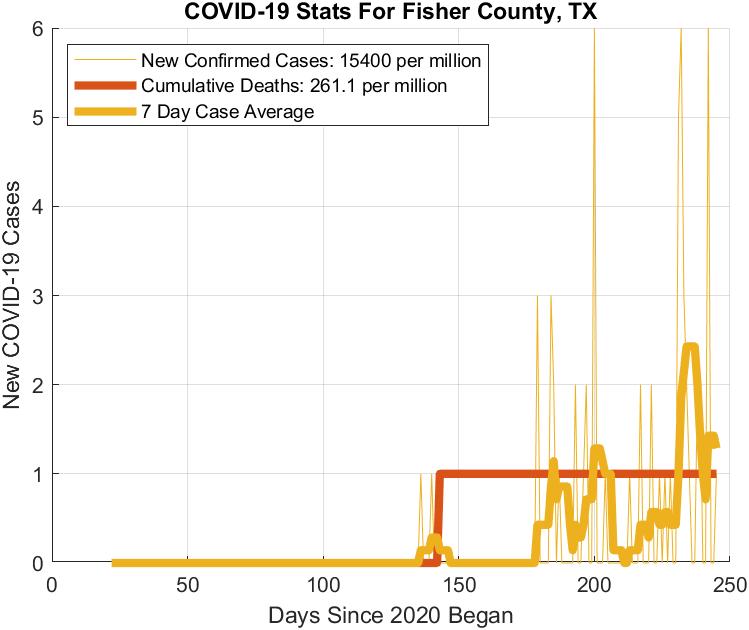 COVID-19 Stats For Fisher County, TX
New Confirmed Cases: 15400 per million
Cumulative Deaths: 261.1 per million
7 Day Case Average
New COVID-19 Cases
6
5
4
3
2
1
0
0 50 100 150 200 250
Days Since 2020 Began